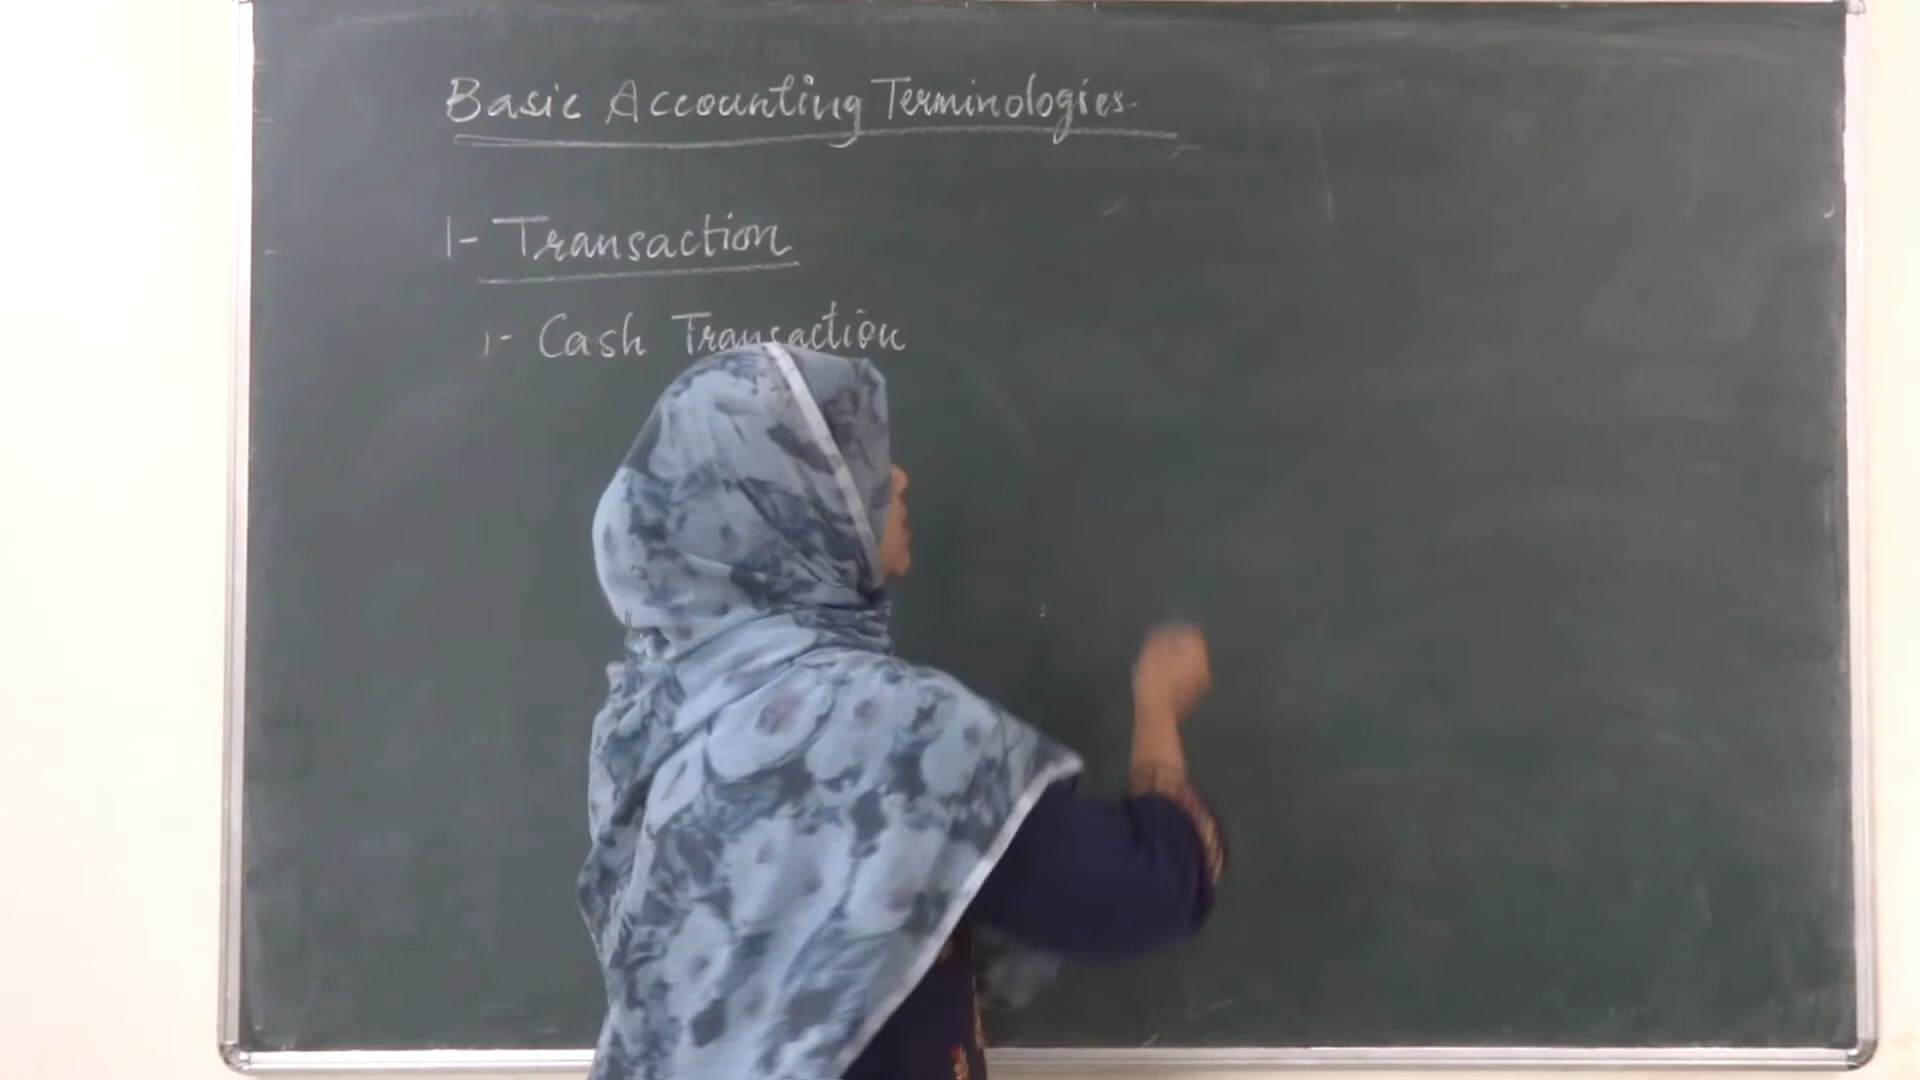 Basic Accounting Terminologies
1- Transaction
1- Cash Transaction